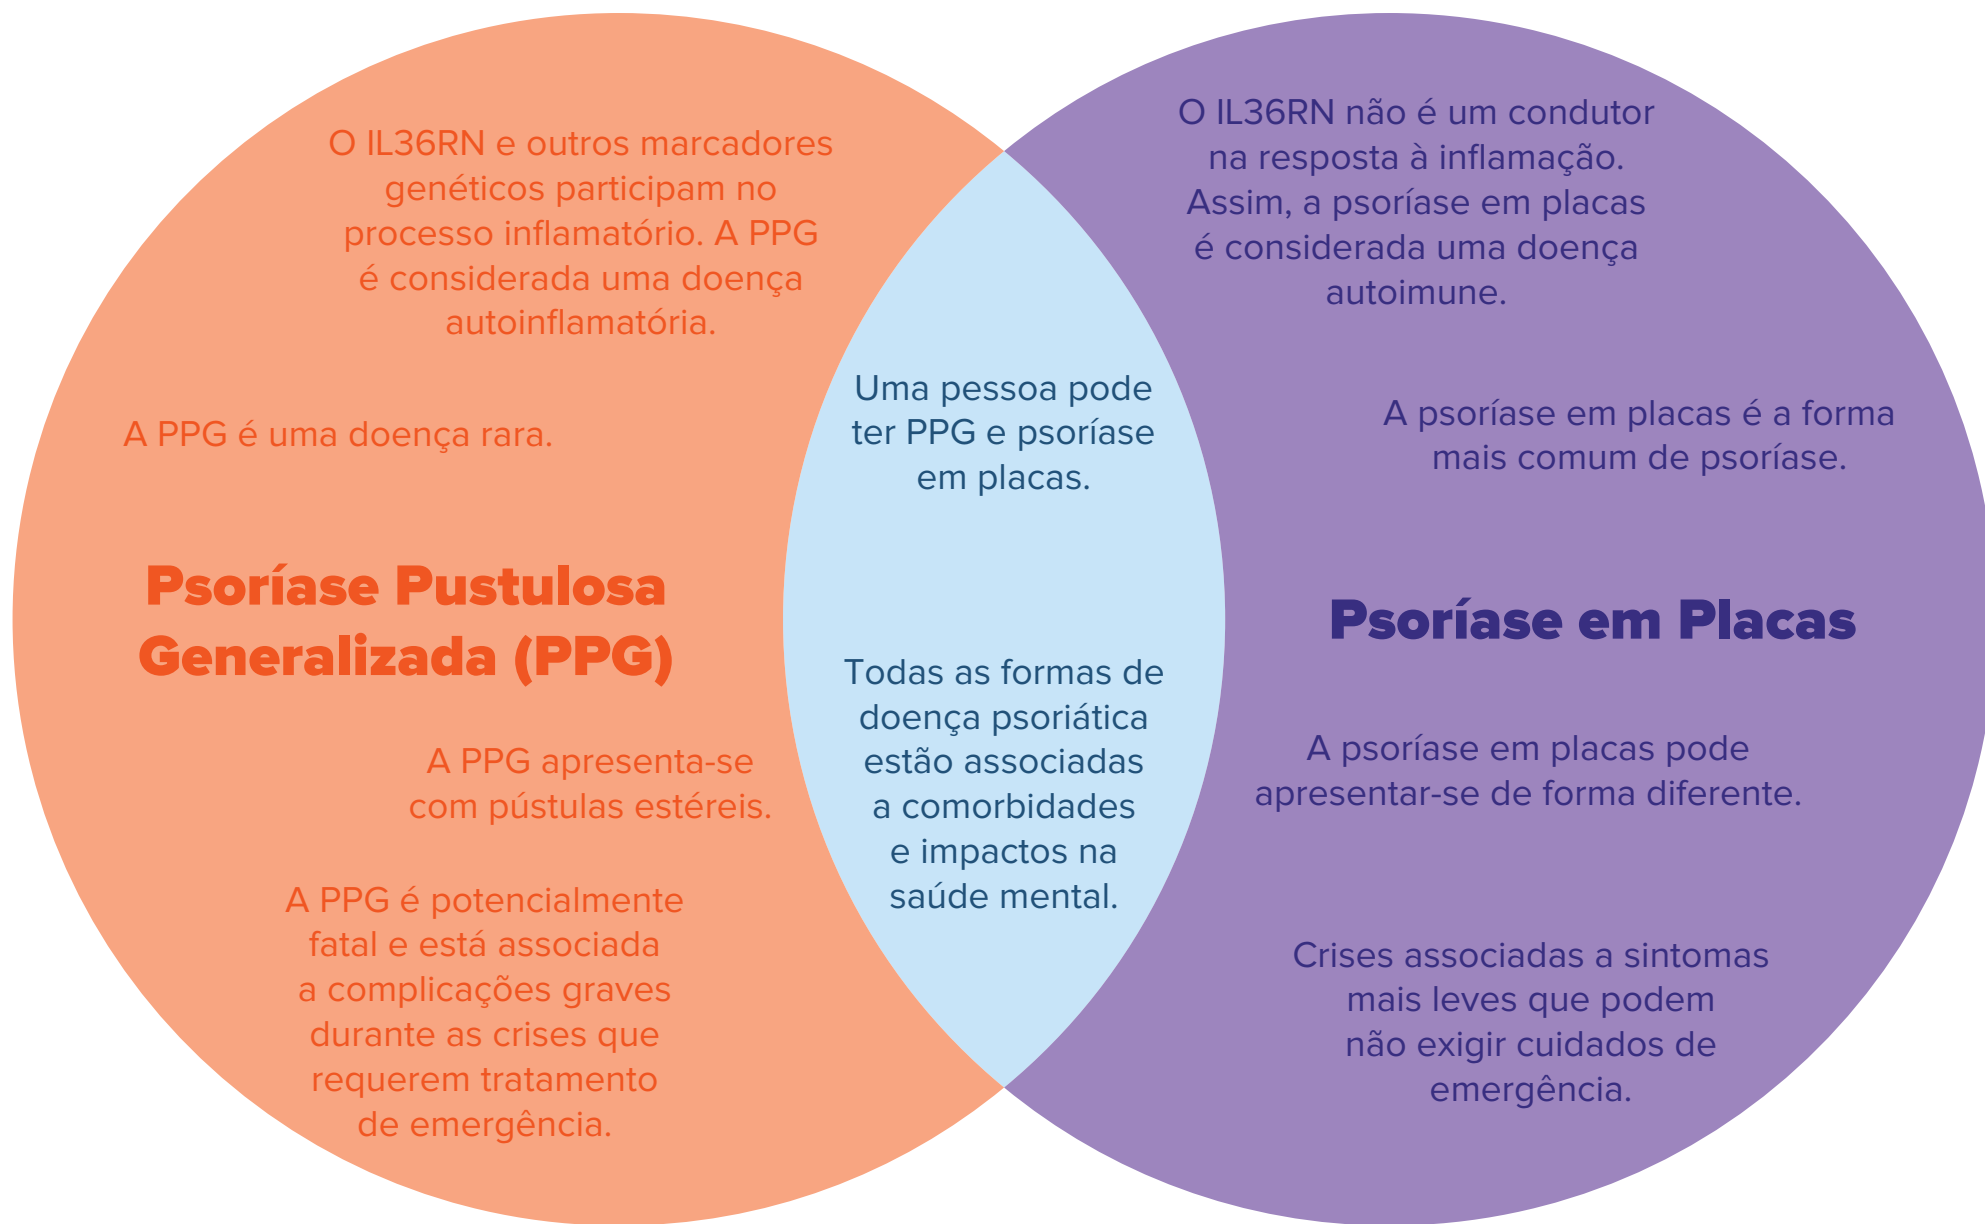 O IL36RN e outros marcadores
genéticos participam no
processo inflamatório. A PPG
é considerada uma doença
autoinflamatória.
A PPG é uma doença rara.
Psoríase Pustulosa
Generalizada (PPG)
A PPG apresenta-se
com pústulas estéreis.
A PPG é potencialmente
fatal e está associada
a complicações graves
durante as crises que
requerem tratamento
de emergência.
Uma pessoa pode
ter PPG e psoríase
em placas.
Todas as formas de
doença psoriática
estão associadas
a comorbidades
e impactos na
saúde mental.
O IL36RN não é um condutor
na resposta à inflamação.
Assim, a psoríase em placas
é considerada uma doença
autoimune.
A psoríase em placas é a forma
mais comum de psoríase.
Psoríase em Placas
A psoríase em placas pode
apresentar-se de forma diferente.
Crises associadas a sintomas
mais leves que podem
não exigir cuidados de
emergência.